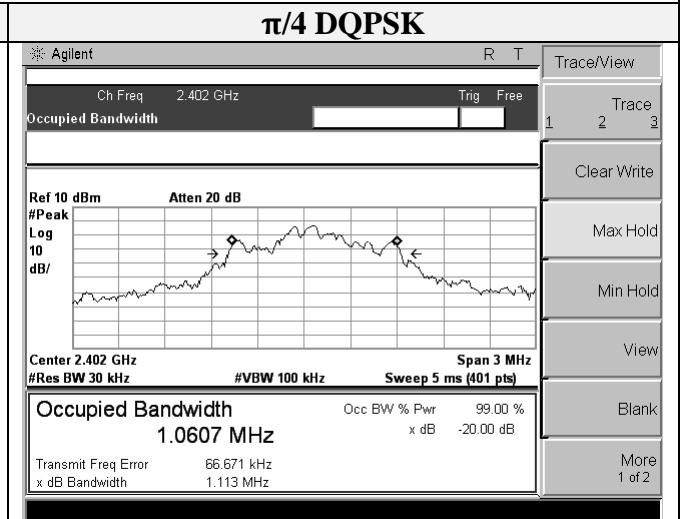 π/4 DQPSK
Agilent R T
Ch Freq 2.402 GHz Trig Free
Occupied Bandwidth
Ref 10 dBm Atten 20 dB
#Peak
Log
10
dB/
Center 2.402 GHz Span 3 MHz
#Res BW 30 kHz #VBW 100 kHz Sweep 5 ms (401 pts)
Occupied Bandwidth Occ BW % Pwr 99.00 %
1.0607 MHz x dB -20.00 dB
Transmit Freq Error 66.671 kHz
x dB Bandwidth 1.113 MHz
Trace/View
Trace
1 2 3
Clear Write
Max Hold
Min Hold
View
Blank
More
1 of 2